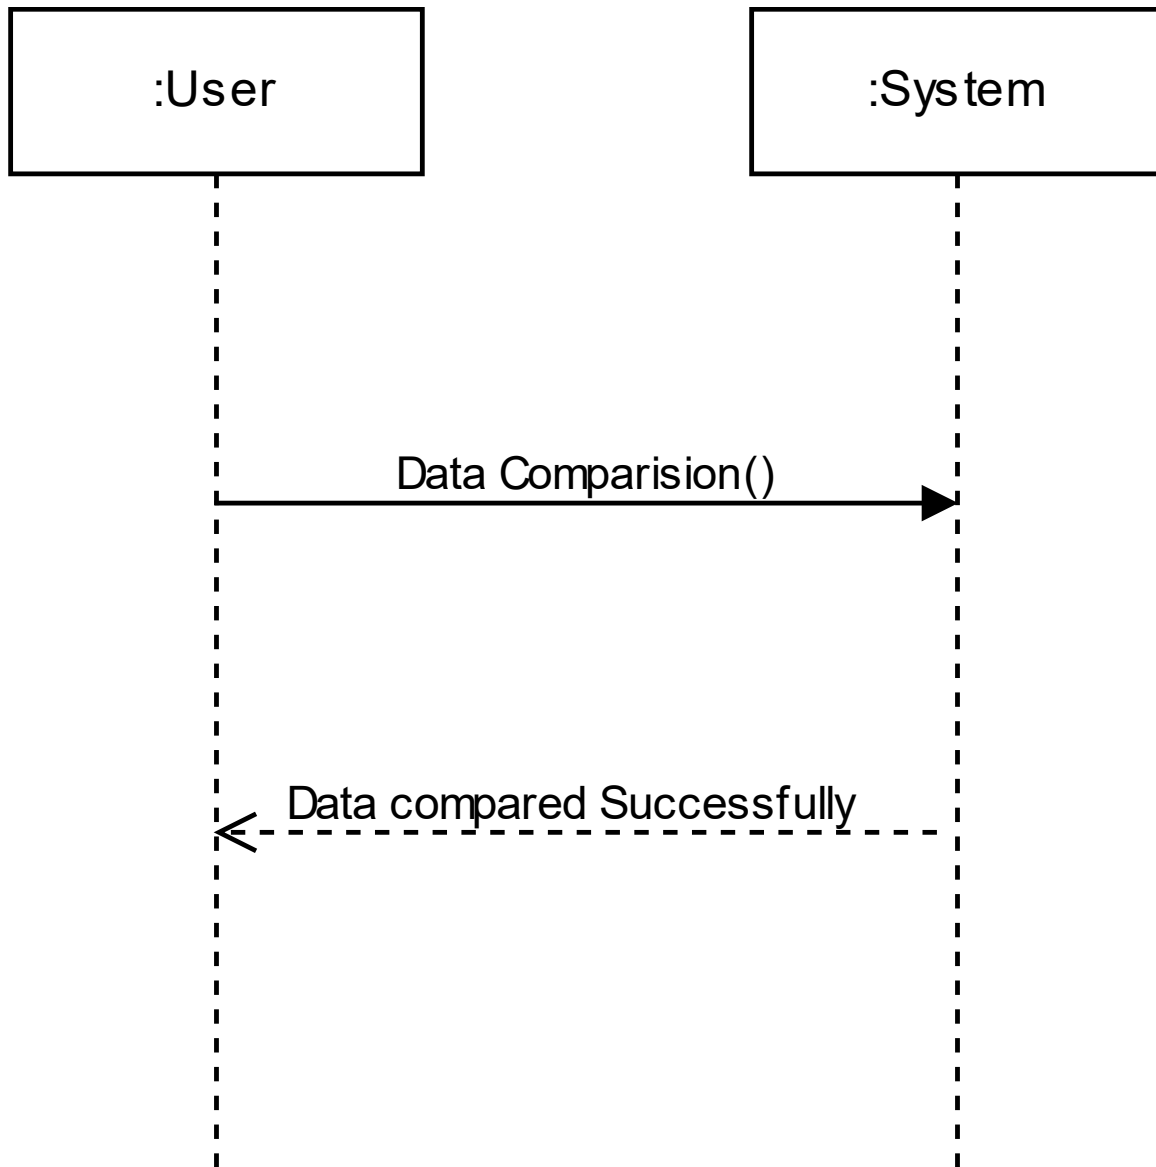 :User
:System
Data Comparision()
Data compared Successfully